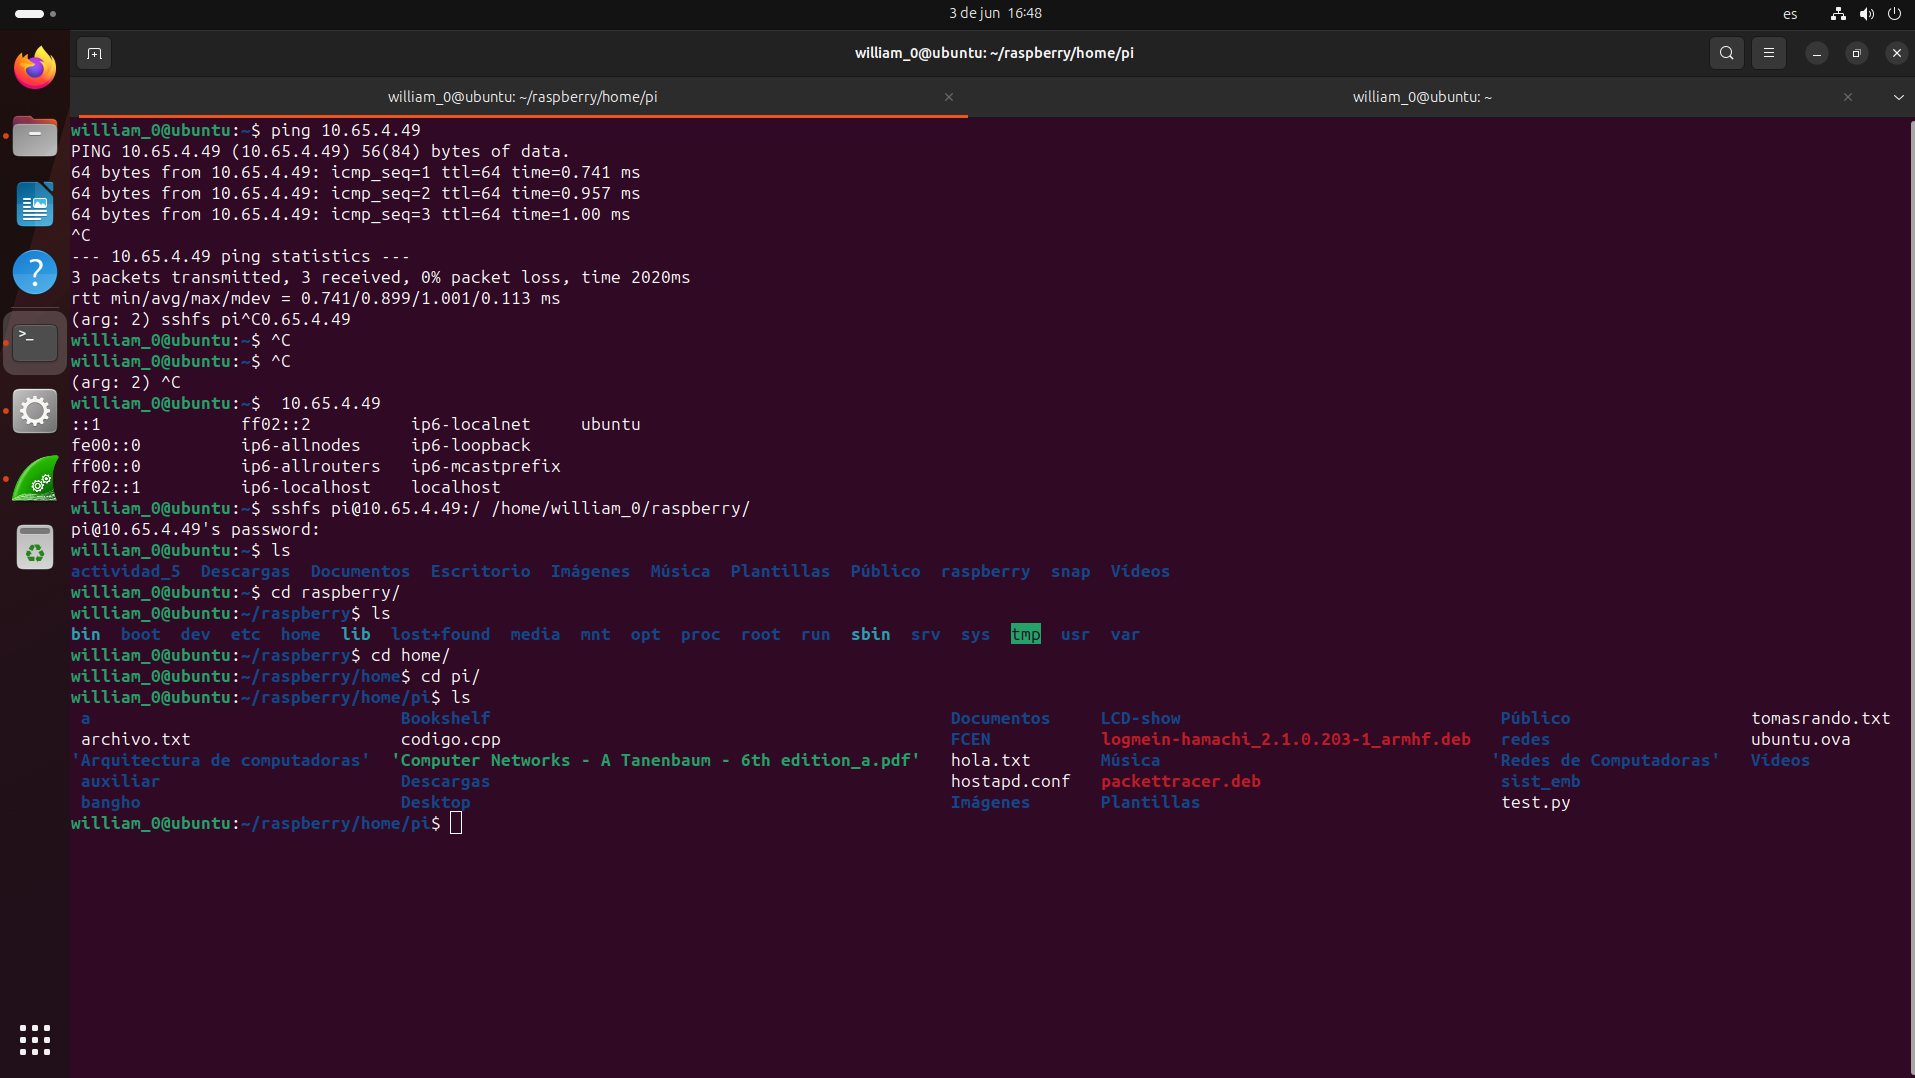 3 de jun 16:48
es
william_0@ubuntu: ~/raspberry/home/pi
william_0@ubuntu: ~/raspberry/home/pi
william_0@ubuntu: ~
william_0@ubuntu:~$ ping 10.65.4.49
PING 10.65.4.49 (10.65.4.49) 56(84) bytes of data.
64 bytes from 10.65.4.49: icmp_seq=1 ttl=64 time=0.741 ms
64 bytes from 10.65.4.49: icmp_seq=2 ttl=64 time=0.957 ms
64 bytes from 10.65.4.49: icmp_seq=3 ttl=64 time=1.00 ms
^C
--- 10.65.4.49 ping statistics ---
3 packets transmitted, 3 received, 0% packet loss, time 2020ms
rtt min/avg/max/mdev = 0.741/0.899/1.001/0.113 ms
(arg: 2) sshfs pi^C0.65.4.49
william_0@ubuntu:~$ ^C
william_0@ubuntu:~$ ^C
(arg: 2) ^C
william_0@ubuntu:~$  10.65.4.49
::1 ff02::2 ip6-localnet ubuntu
fe00::0 ip6-allnodes ip6-loopback
ff00::0 ip6-allrouters ip6-mcastprefix
ff02::1 ip6-localhost localhost
william_0@ubuntu:~$ sshfs pi@10.65.4.49:/ /home/william_0/raspberry/
pi@10.65.4.49's password:
william_0@ubuntu:~$ ls
actividad_5 Descargas Documentos Escritorio Imágenes Música Plantillas Público raspberry snap Vídeos
william_0@ubuntu:~$ cd raspberry/
william_0@ubuntu:~/raspberry$ ls
bin boot dev etc home lib lost+found media mnt opt proc root run sbin srv sys tmp usr var
william_0@ubuntu:~/raspberry$ cd home/
william_0@ubuntu:~/raspberry/home$ cd pi/
william_0@ubuntu:~/raspberry/home/pi$ ls
a Bookshelf Documentos LCD-show Público tomasrando.txt
archivo.txt codigo.cpp FCEN logmein-hamachi_2.1.0.203-1_armhf.deb redes ubuntu.ova
'Arquitectura de computadoras' 'Computer Networks - A Tanenbaum - 6th edition_a.pdf' hola.txt Música 'Redes de Computadoras' Vídeos
auxiliar Descargas hostapd.conf packettracer.deb sist_emb
bangho Desktop Imágenes Plantillas test.py
william_0@ubuntu:~/raspberry/home/pi$